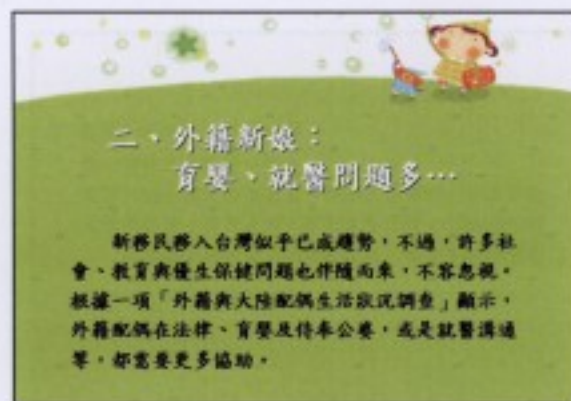 二、外籍新娘：
育嬰、就醫問題多…
新移民移入台灣似乎已成趨勢，不過，許多社
會、教育與優生保健問題也伴隨而來，不容忽視。
根據一項「外籍與大陸配偶生活狀況調查」顯示，
外籍配偶在法律、育嬰及侍奉公婆，或是就醫溝通
等，都需要更多協助。